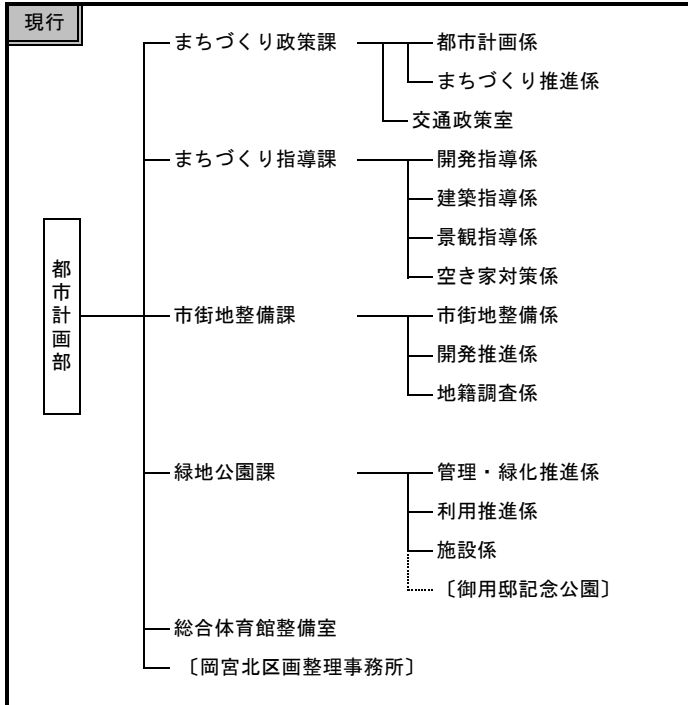 現行
まちづくり政策課
都市計画係
まちづくり推進係
交通政策室
まちづくり指導課
開発指導係
建築指導係
景観指導係
空き家対策係
都市計画部
市街地整備課
市街地整備係
開発推進係
地籍調査係
緑地公園課
管理・緑化推進係
利用推進係
施設係
〔御用邸記念公園〕
総合体育館整備室
〔岡宮北区画整理事務所〕